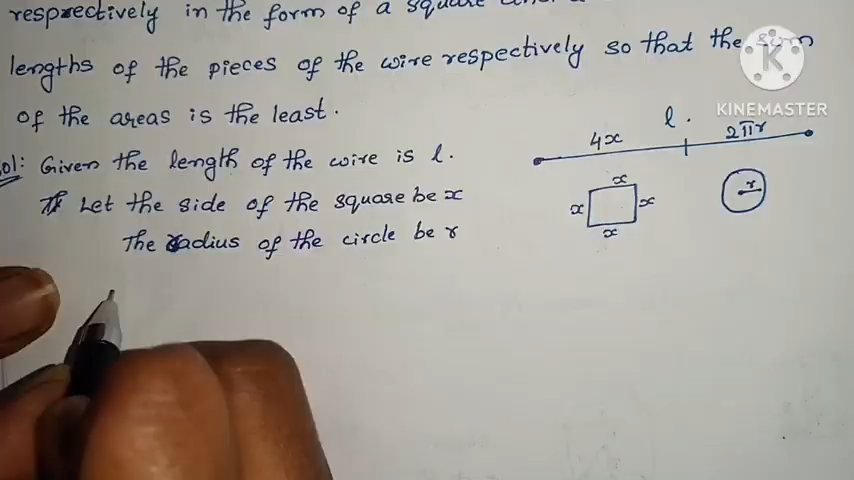 respectively in the form of a square
lengths of the pieces of the wire respectively so that the sum
of the areas is the least.
KINEMASTER
Sol: Given the length of the wire is l.
Let the side of the square be x
The radius of the circle be r
l.
4x 2πr
x
x x
x
r